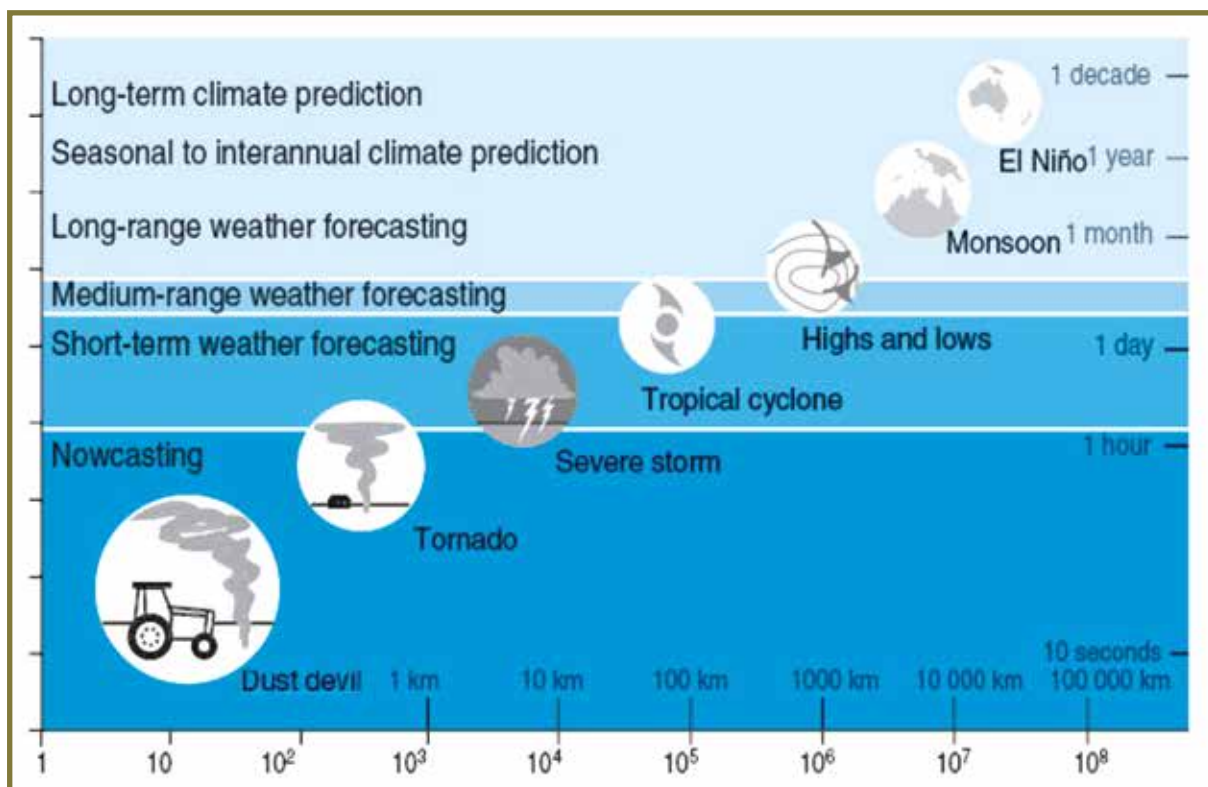 Long-term climate prediction
1 decade
Seasonal to interannual climate prediction
El Niño
1 year
Long-range weather forecasting
Monsoon
1 month
Medium-range weather forecasting
Short-term weather forecasting
Highs and lows
1 day
Tropical cyclone
Nowcasting
Severe storm
1 hour
Tornado
10 seconds
Dust devil
1 km
10 km
100 km
1000 km
10 000 km
100 000 km
1 10 10² 10³ 10⁴ 10⁵ 10⁶ 10⁷ 10⁸